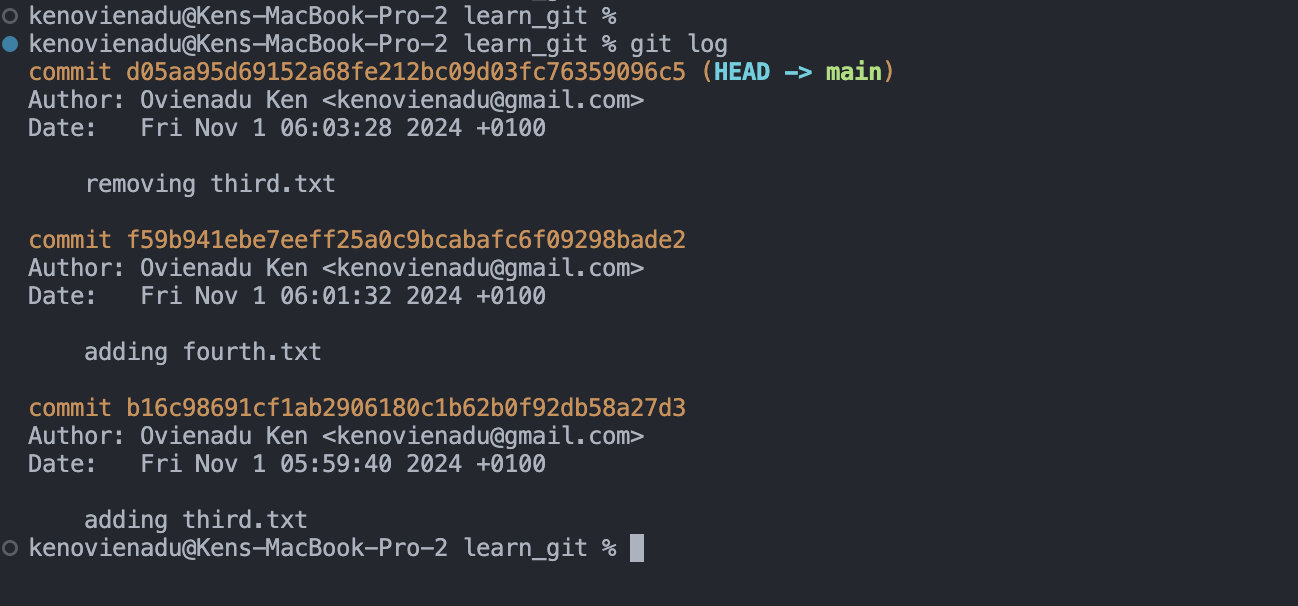 kenovienadu@Kens-MacBook-Pro-2 learn_git %
kenovienadu@Kens-MacBook-Pro-2 learn_git % git log
commit d05aa95d69152a68fe212bc09d03fc76359096c5 (HEAD -> main)
Author: Ovienadu Ken <kenovienadu@gmail.com>
Date:   Fri Nov 1 06:03:28 2024 +0100
    removing third.txt
commit f59b941ebe7eeff25a0c9bcabafc6f09298bade2
Author: Ovienadu Ken <kenovienadu@gmail.com>
Date:   Fri Nov 1 06:01:32 2024 +0100
    adding fourth.txt
commit b16c98691cf1ab2906180c1b62b0f92db58a27d3
Author: Ovienadu Ken <kenovienadu@gmail.com>
Date:   Fri Nov 1 05:59:40 2024 +0100
    adding third.txt
kenovienadu@Kens-MacBook-Pro-2 learn_git %